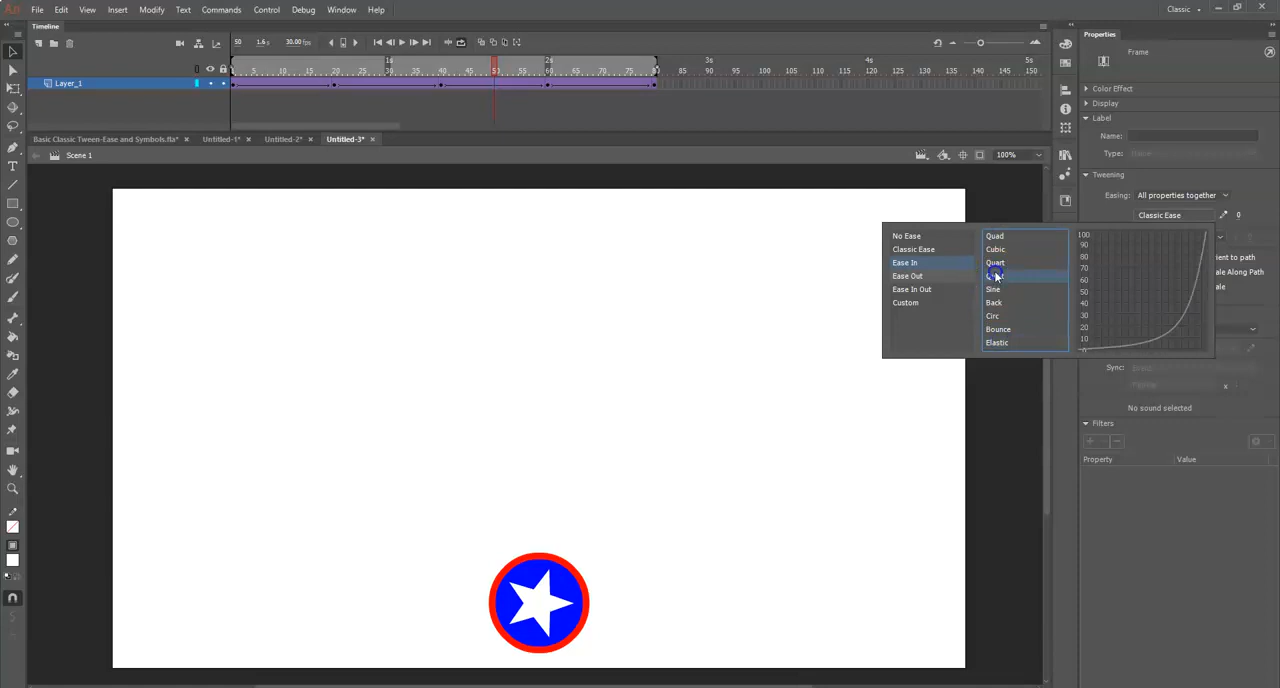 An File Edit View Insert Modify Text Commands Control Debug Window Help Classic
Timeline Properties
50 1.6s 30.00 fps Frame
1s 2s 3s 4s 5s
5 10 15 20 25 30 35 40 45 50 55 60 65 70 75 85 90 95 100 105 110 115 120 125 130 135 140 145 150
Layer_1
Color Effect
Display
Label
Name:
Basic Classic Tween-Ease and Symbols.fla* Untitled-1* Untitled-2* Untitled-3*
Type:
Scene 1 100%
Tweening
Easing: All properties together
Classic Ease 0
No Ease Quad 100
Classic Ease Cubic 90
80
Ease In Quart 70
Ease Out 60
Ease In Out Sine 50
Custom Back 40
Circ 30
Bounce 20
Elastic 10
0
ient to path
ale Along Path
ale
Sync:
x
No sound selected
Filters
Property Value